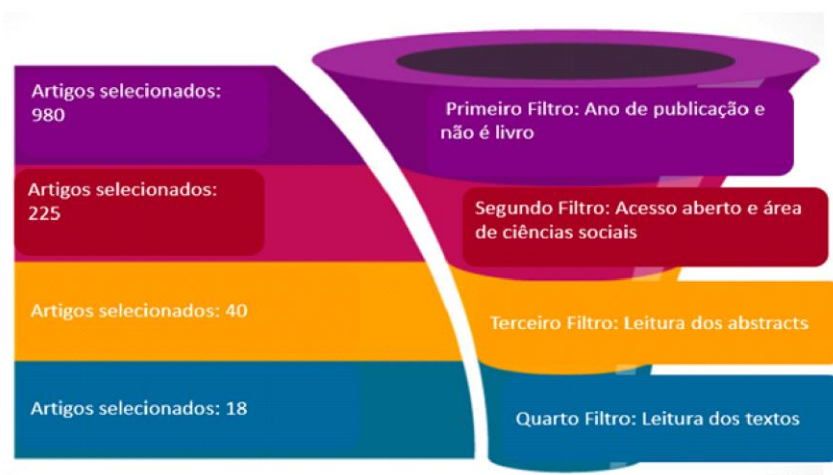 Artigos selecionados:
980
Primeiro Filtro: Ano de publicação e
não é livro
Artigos selecionados:
225
Segundo Filtro: Acesso aberto e área
de ciências sociais
Artigos selecionados: 40
Terceiro Filtro: Leitura dos abstracts
Artigos selecionados: 18
Quarto Filtro: Leitura dos textos